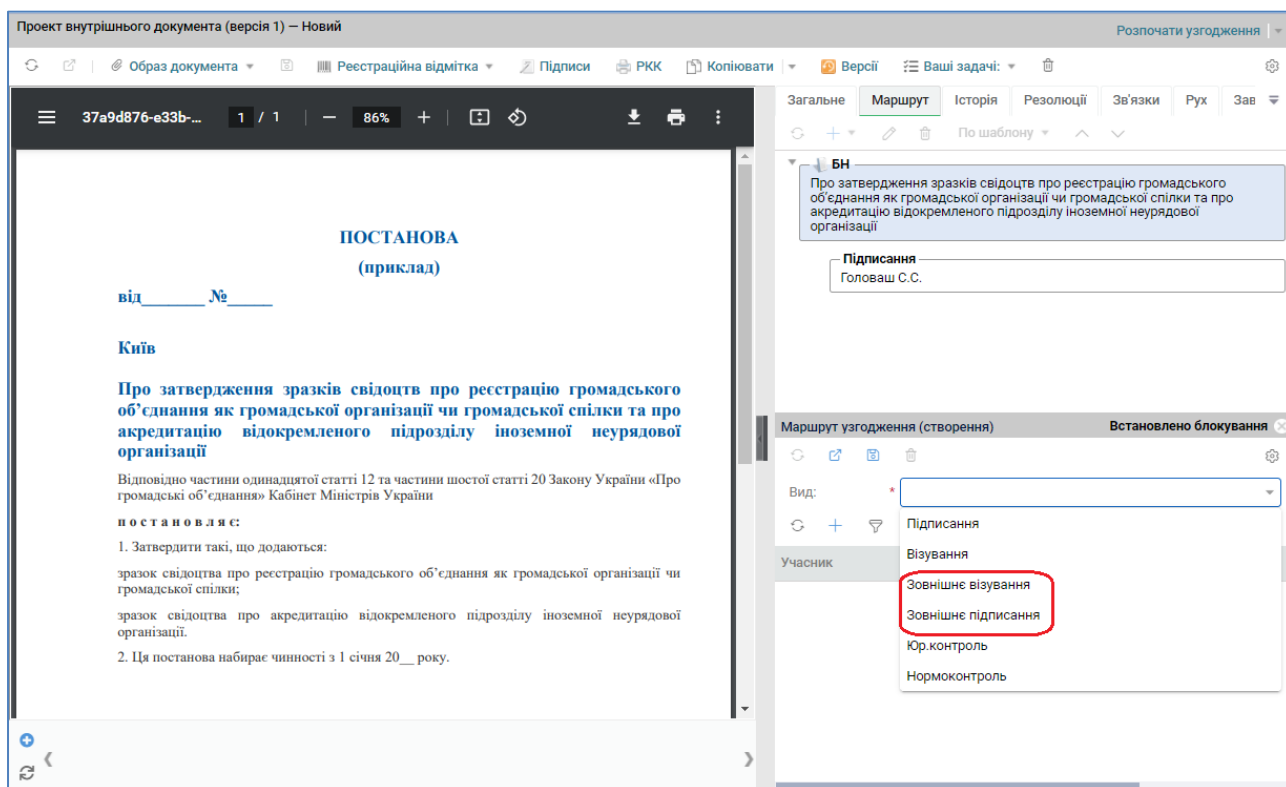 Проект внутрішнього документа (версія 1) — Новий
Розпочати узгодження
Образ документа
Реєстраційна відмітка
Підписи
РКК
Копіювати
Версії
Ваші задачі:
37a9d876-e33b-...
1 / 1
86%
Загальне Маршрут Історія Резолюції Зв'язки Рух Зав
По шаблону
ПОСТАНОВА
(приклад)
від_______ №_____
Київ
Про затвердження зразків свідоцтв про реєстрацію громадського
об’єднання як громадської організації чи громадської спілки та про
акредитацію відокремленого підрозділу іноземної неурядової
організації
Відповідно частини одинадцятої статті 12 та частини шостої статті 20 Закону України «Про
громадські об’єднання» Кабінет Міністрів України
п о с т а н о в л я є:
1. Затвердити такі, що додаються:
зразок свідоцтва про реєстрацію громадського об’єднання як громадської організації чи
громадської спілки;
зразок свідоцтва про акредитацію відокремленого підрозділу іноземної неурядової
організації.
2. Ця постанова набирає чинності з 1 січня 20__ року.
БН
Про затвердження зразків свідоцтв про реєстрацію громадського
об'єднання як громадської організації чи громадської спілки та про
акредитацію відокремленого підрозділу іноземної неурядової
організації
Підписання
Головаш С.С.
Маршрут узгодження (створення)
Встановлено блокування
Вид: *
Учасник
Підписання
Візування
Зовнішнє візування
Зовнішнє підписання
Юр.контроль
Нормоконтроль